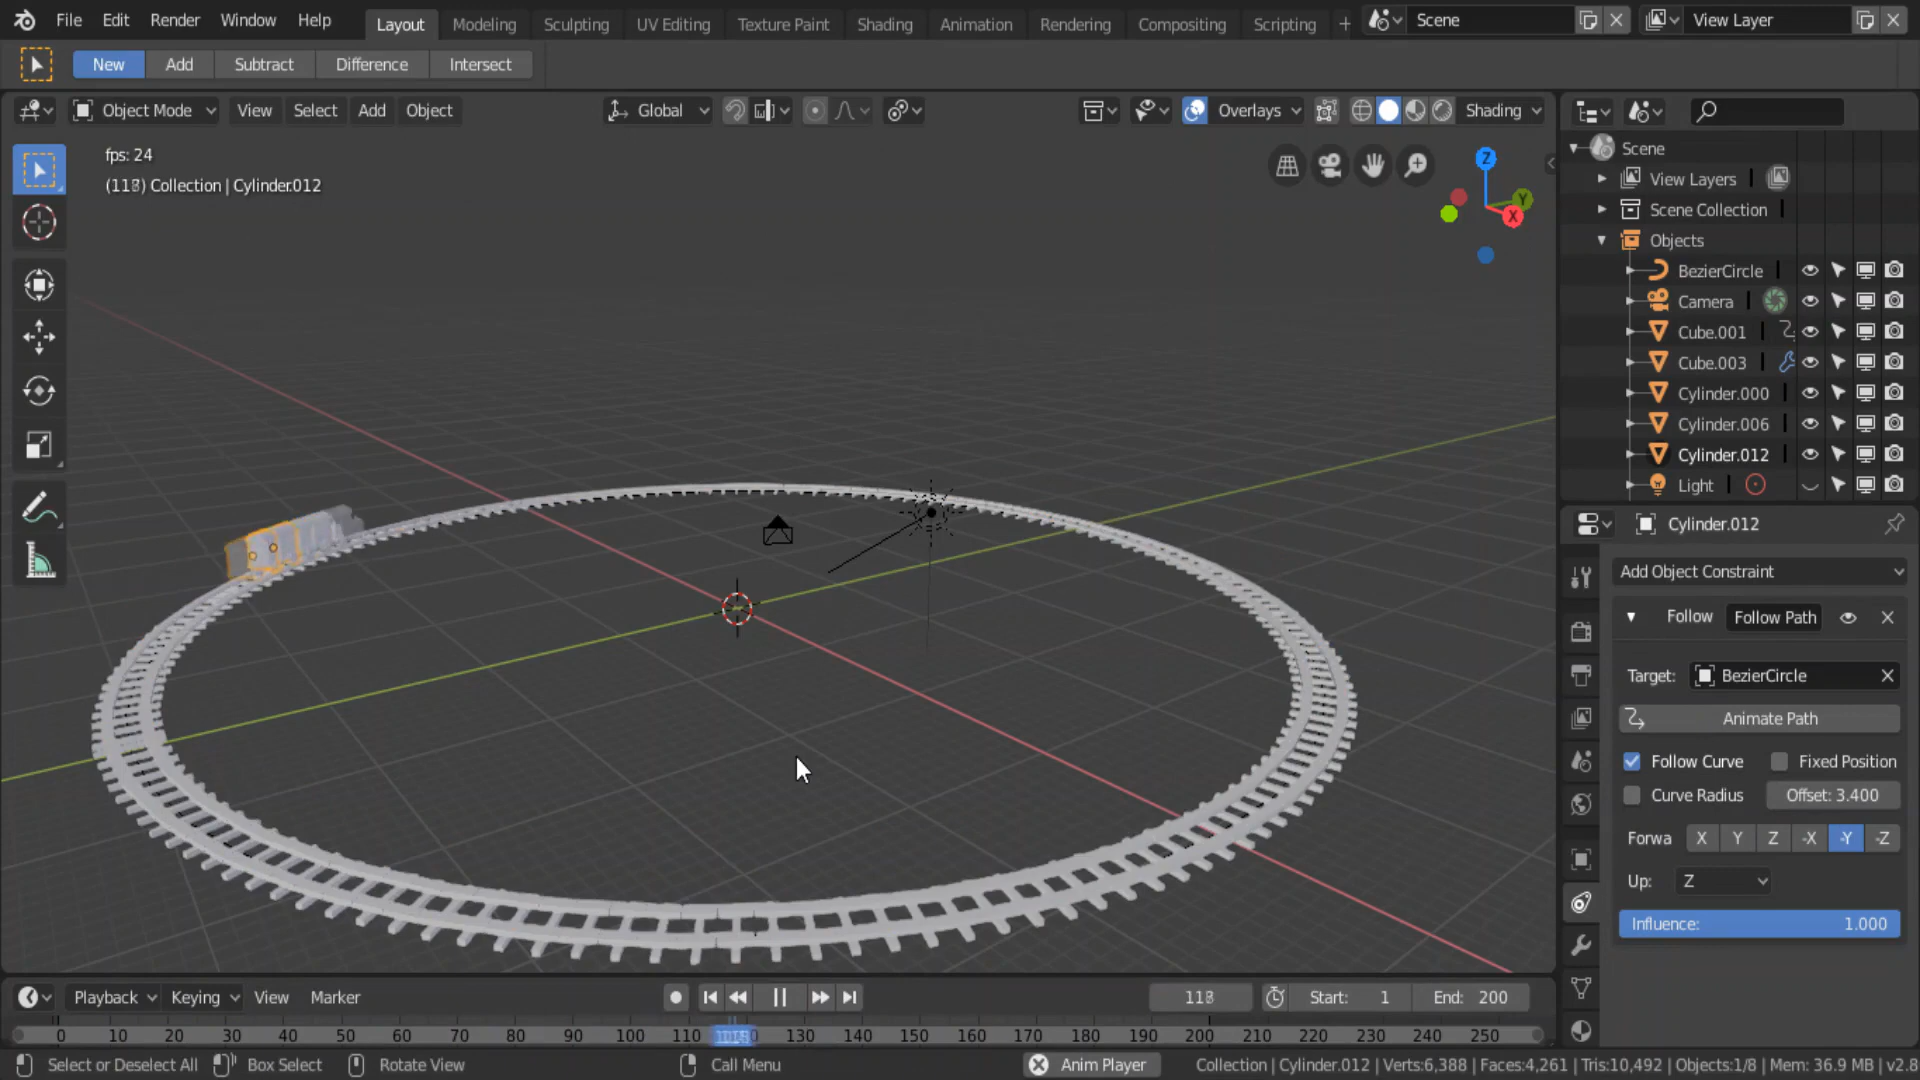 File Edit Render Window Help Layout Modeling Sculpting UV Editing Texture Paint Shading Animation Rendering Compositing Scripting + Scene View Layer
New Add Subtract Difference Intersect
Object Mode View Select Add Object Global Overlays Shading
fps: 24
(118) Collection | Cylinder.012
Z
Y
X
Scene
View Layers
Scene Collection
Objects
BezierCircle
Camera
Cube.001
Cube.003
Cylinder.000
Cylinder.006
Cylinder.012
Light
Cylinder.012
Add Object Constraint
Follow Follow Path
Target: BezierCircle
Animate Path
Follow Curve Fixed Position
Curve Radius Offset: 3.400
Forwa X Y Z -X -Y -Z
Up: Z
Influence: 1.000
Playback Keying View Marker 118 Start: 1 End: 200
0 10 20 30 40 50 60 70 80 90 100 110 130 140 150 160 170 180 190 200 210 220 230 240 250
Select or Deselect All Box Select Rotate View Call Menu Anim Player Collection | Cylinder.012 | Verts:6,388 | Faces:4,261 | Tris:10,492 | Objects:1/8 | Mem: 36.9 MB | v2.8